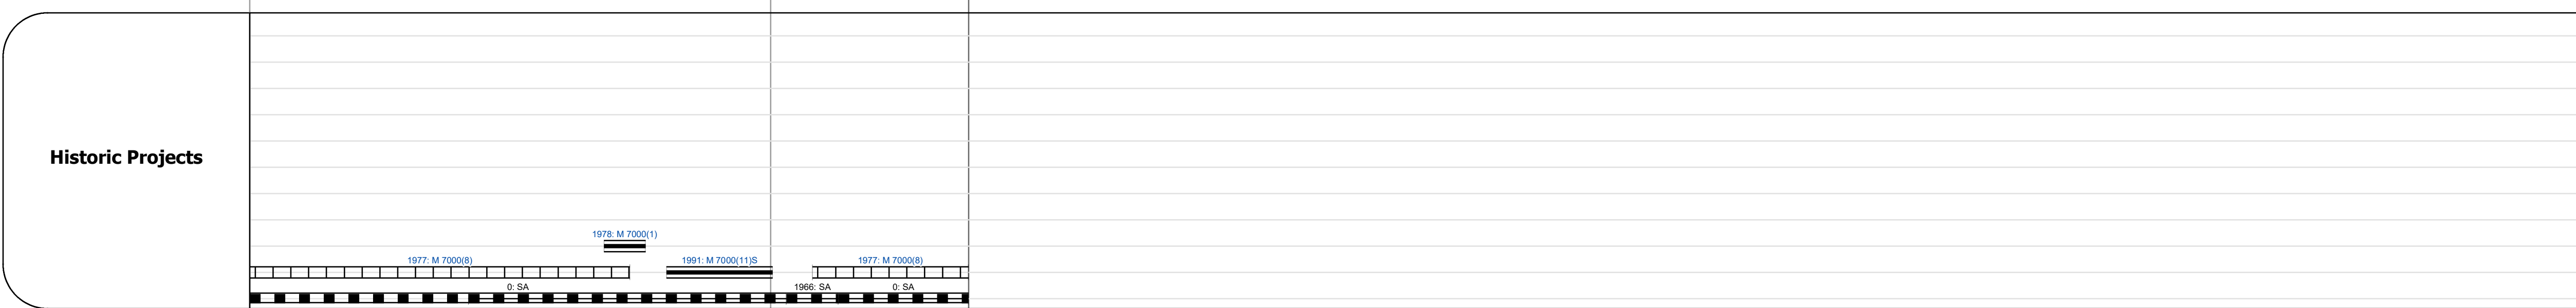 Historic Projects
1978: M 7000(1)
1977: M 7000(8)
1991: M 7000(11)S
1977: M 7000(8)
0: SA
1966: SA
0: SA